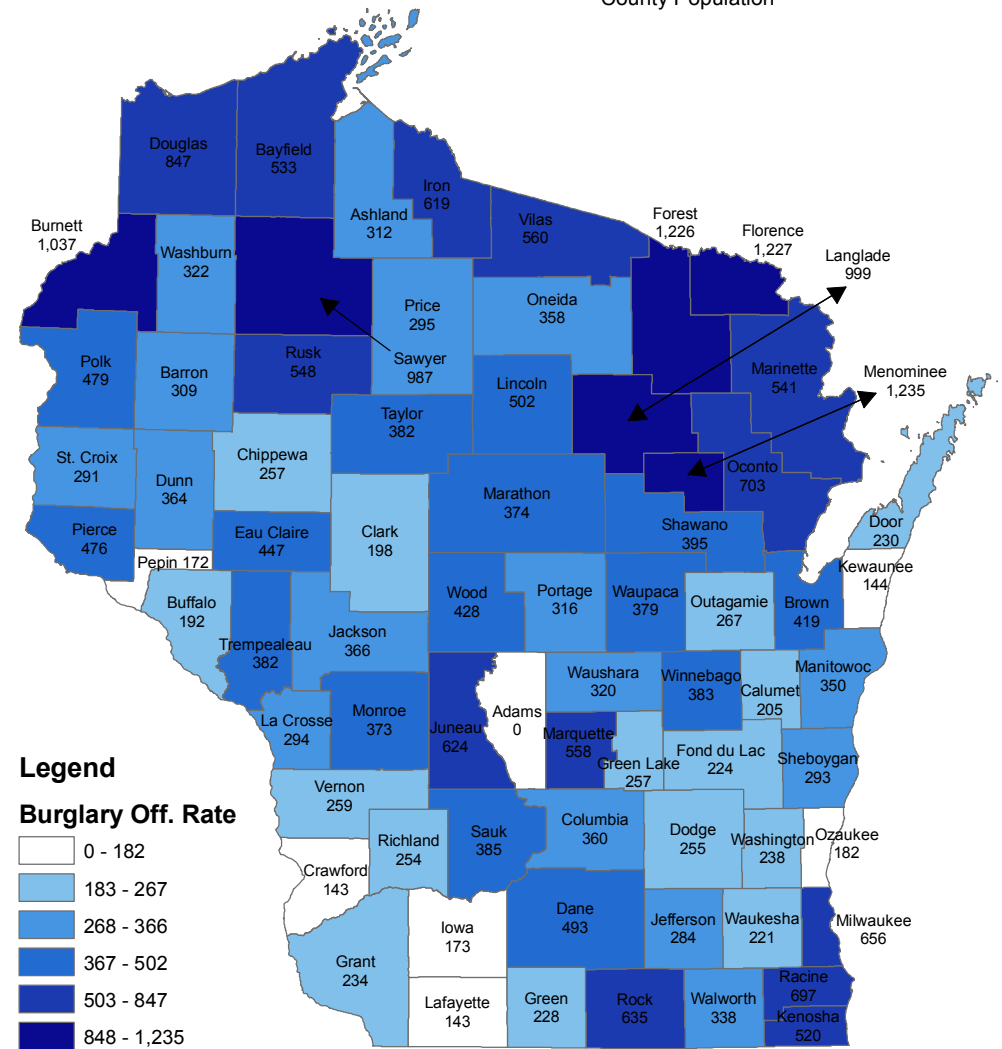 County Population
Douglas
847
Bayfield
533
Iron
619
Ashland
312
Vilas
560
Forest
1,226
Florence
1,227
Langlade
999
Burnett
1,037
Washburn
322
Price
295
Oneida
358
Sawyer
987
Rusk
548
Polk
479
Barron
309
Lincoln
502
Marinette
541
Menominee
1,235
Taylor
382
St. Croix
291
Dunn
364
Chippewa
257
Marathon
374
Oconto
703
Pierce
476
Eau Claire
447
Clark
198
Shawano
395
Door
230
Pepin 172
Kewaunee
144
Buffalo
192
Wood
428
Portage
316
Waupaca
379
Outagamie
267
Brown
419
Trempealeau
382
Jackson
366
Waushara
320
Winnebago
383
Calumet
205
Manitowoc
350
La Crosse
294
Monroe
373
Juneau
624
Adams
0
Marquette
558
Green Lake
257
Fond du Lac
224
Sheboygan
293
Vernon
259
Richland
254
Sauk
385
Columbia
360
Dodge
255
Washington
238
Ozaukee
182
Crawford
143
Iowa
173
Dane
493
Jefferson
284
Waukesha
221
Milwaukee
656
Grant
234
Lafayette
143
Green
228
Rock
635
Walworth
338
Racine
697
Kenosha
520
Legend
Burglary Off. Rate
0 - 182
183 - 267
268 - 366
367 - 502
503 - 847
848 - 1,235